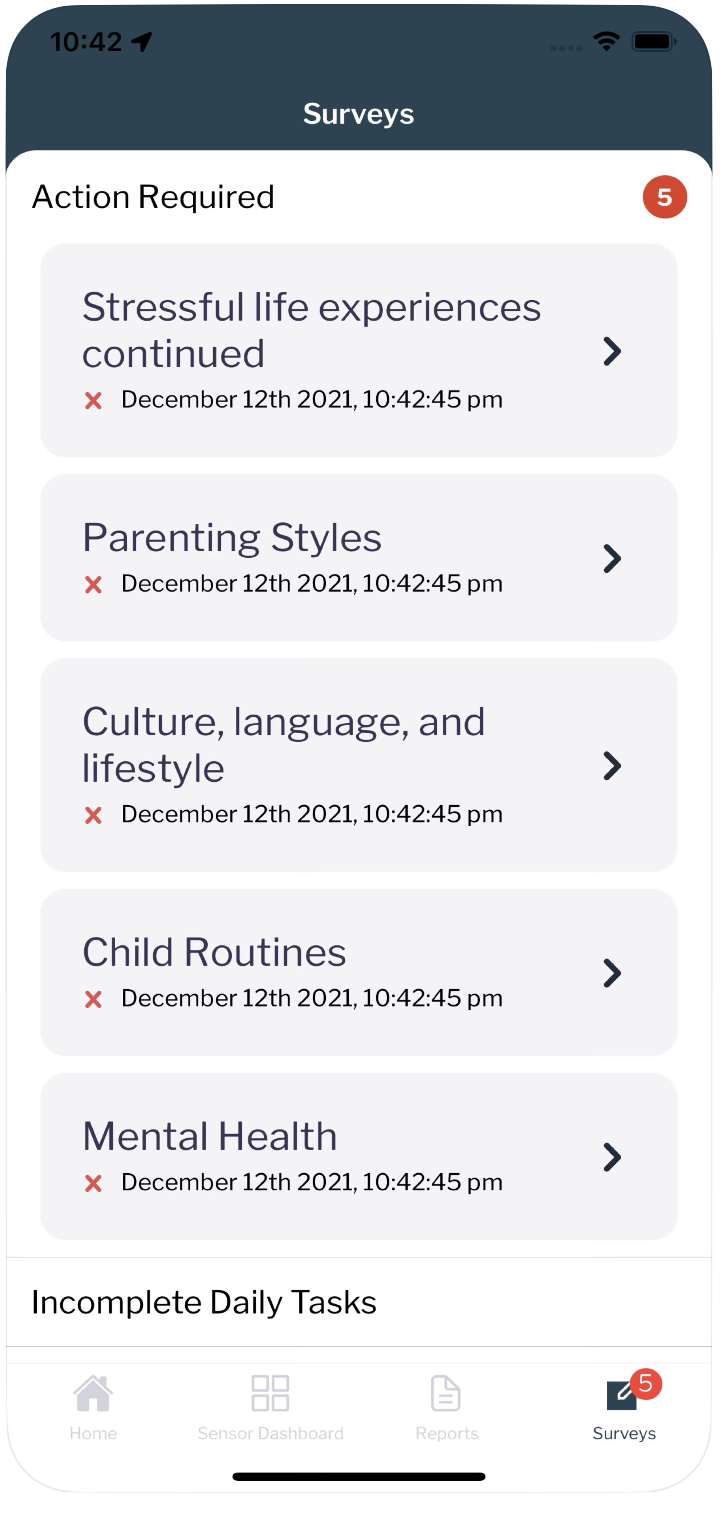 10:42
Surveys
Action Required
5
Stressful life experiences
continued
December 12th 2021, 10:42:45 pm
Parenting Styles
December 12th 2021, 10:42:45 pm
Culture, language, and
lifestyle
December 12th 2021, 10:42:45 pm
Child Routines
December 12th 2021, 10:42:45 pm
Mental Health
December 12th 2021, 10:42:45 pm
Incomplete Daily Tasks
5
Home Sensor Dashboard Reports Surveys